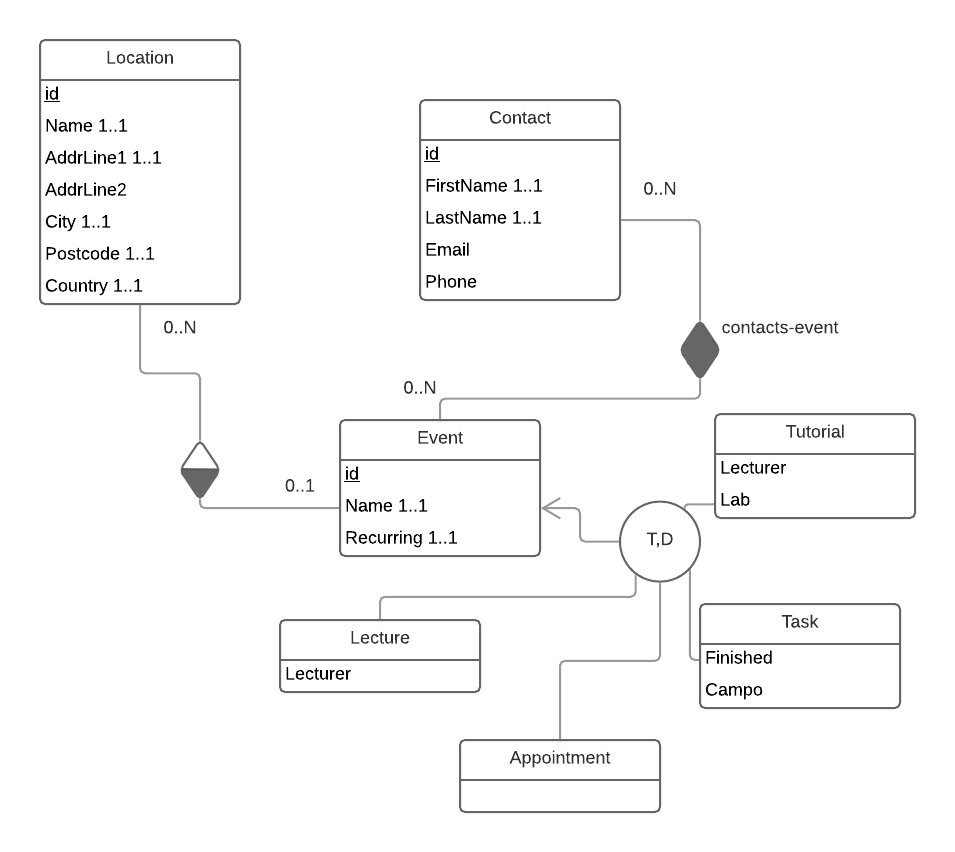 Location
id
Name 1..1
AddrLine1 1..1
AddrLine2
City 1..1
Postcode 1..1
Country 1..1
0..N
Contact
id
FirstName 1..1
LastName 1..1
Email
Phone
0..N
contacts-event
0..N
0..1
Event
id
Name 1..1
Recurring 1..1
T,D
Tutorial
Lecturer
Lab
Lecture
Lecturer
Task
Finished
Campo
Appointment